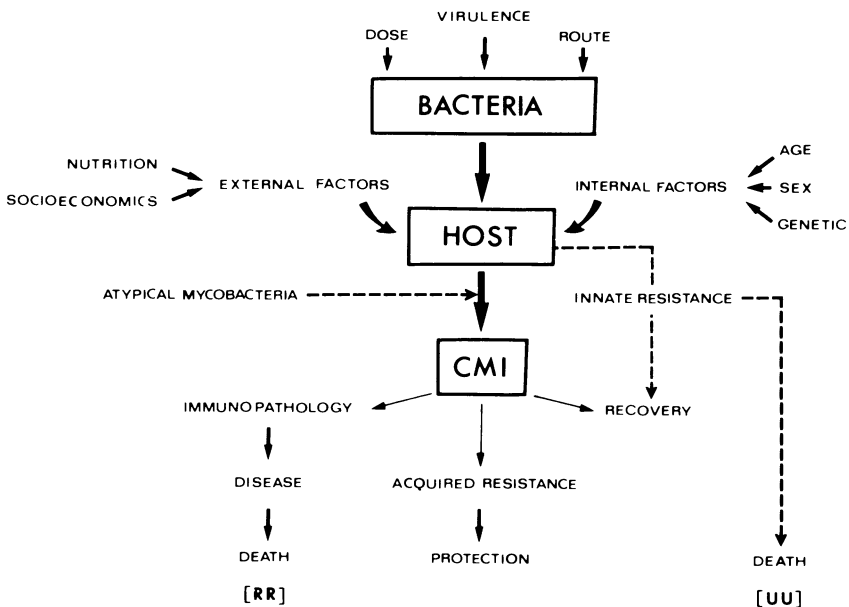 VIRULENCE
DOSE
ROUTE
BACTERIA
NUTRITION
SOCIOECONOMICS
EXTERNAL FACTORS
INTERNAL FACTORS
AGE
SEX
GENETIC
HOST
ATYPICAL MYCOBACTERIA
INNATE RESISTANCE
CMI
IMMUNOPATHOLOGY
RECOVERY
DISEASE
ACQUIRED RESISTANCE
DEATH
PROTECTION
DEATH
[RR]
[UU]